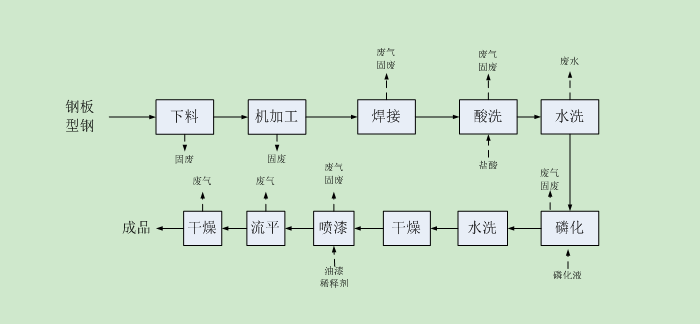 废气
固废
废气
固废
废水
钢板
型钢
下料
机加工
焊接
酸洗
水洗
固废
固废
盐酸
废气
废气
废气
固废
废气
固废
成品
干燥
流平
喷漆
干燥
水洗
磷化
油漆
稀释剂
磷化液